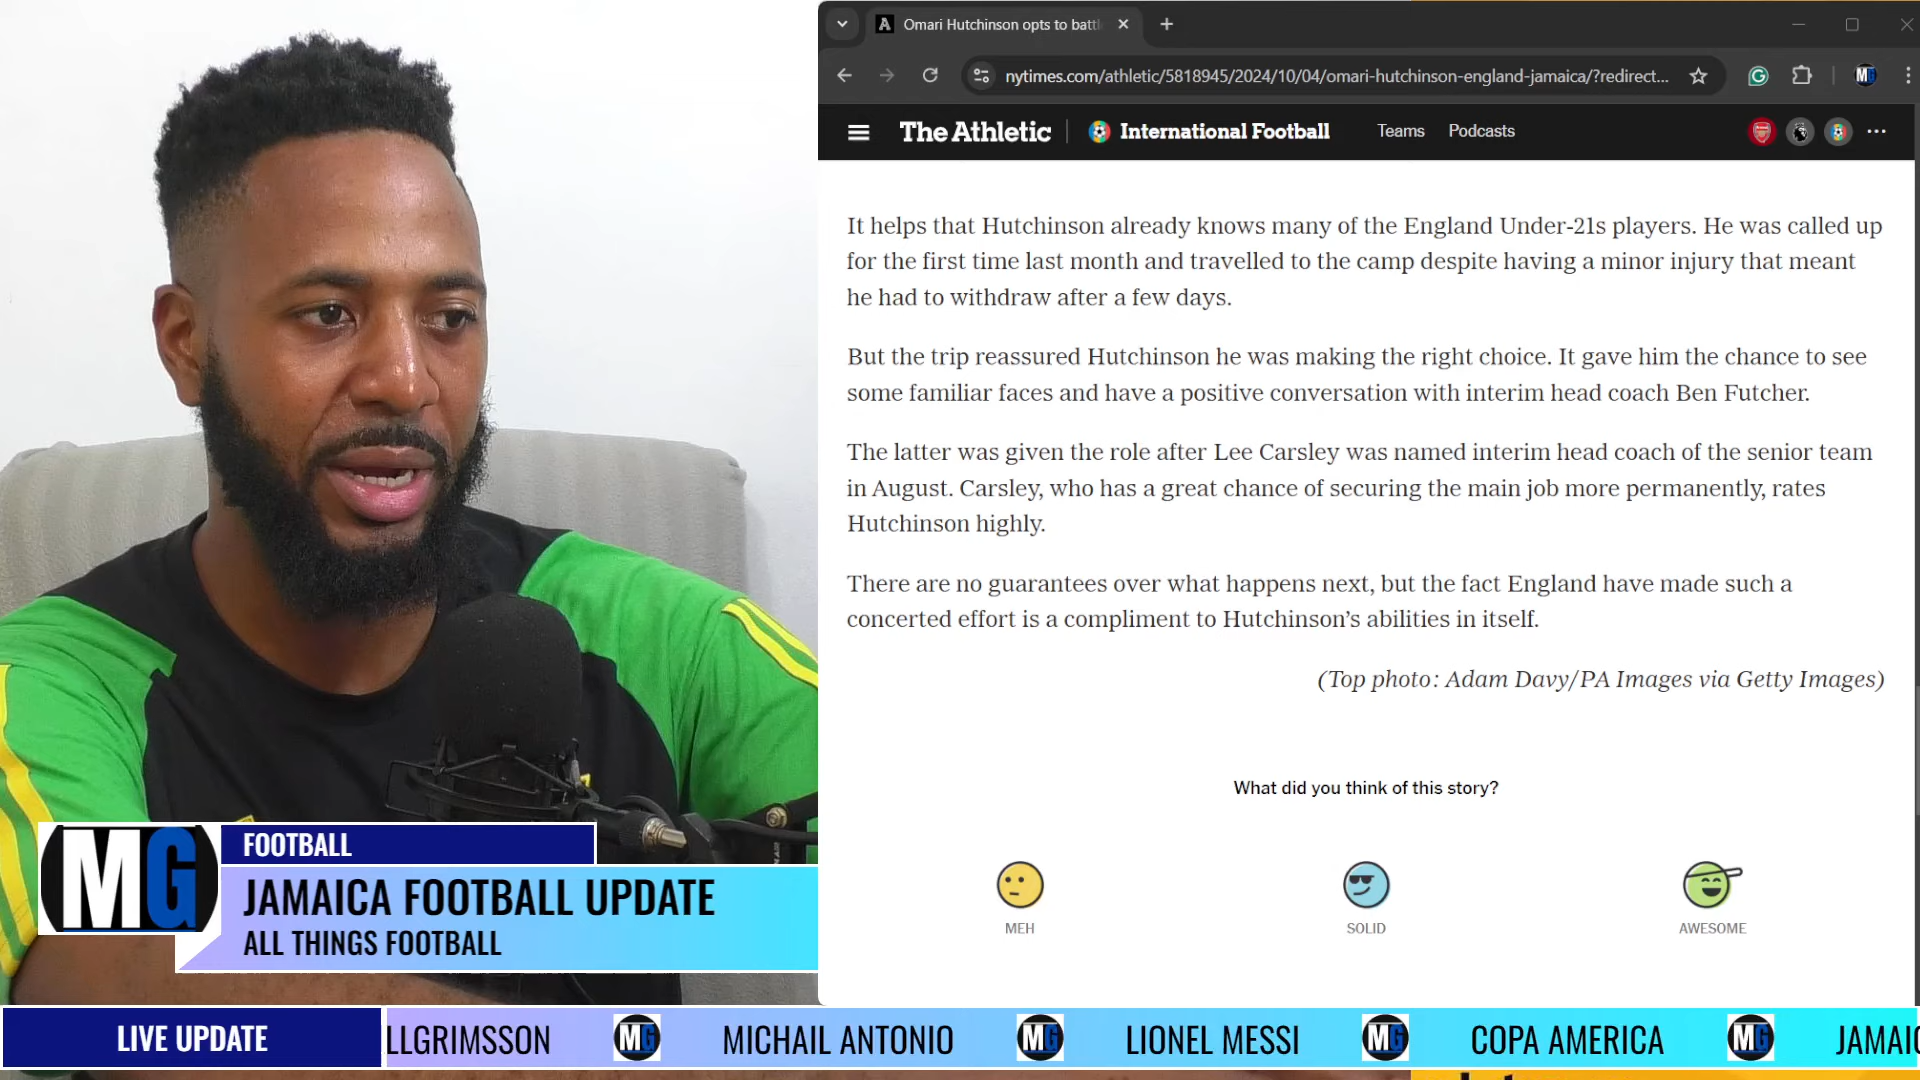 Omari Hutchinson opts to battl
nytimes.com/athletic/5818945/2024/10/04/omari-hutchinson-england-jamaica/?redirect...
MG
The Athletic
International Football
Teams
Podcasts
It helps that Hutchinson already knows many of the England Under-21s players. He was called up
for the first time last month and travelled to the camp despite having a minor injury that meant
he had to withdraw after a few days.
But the trip reassured Hutchinson he was making the right choice. It gave him the chance to see
some familiar faces and have a positive conversation with interim head coach Ben Futcher.
The latter was given the role after Lee Carsley was named interim head coach of the senior team
in August. Carsley, who has a great chance of securing the main job more permanently, rates
Hutchinson highly.
There are no guarantees over what happens next, but the fact England have made such a
concerted effort is a compliment to Hutchinson’s abilities in itself.
(Top photo: Adam Davy/PA Images via Getty Images)
What did you think of this story?
MEH
SOLID
AWESOME
MG
FOOTBALL
JAMAICA FOOTBALL UPDATE
ALL THINGS FOOTBALL
LIVE UPDATE
LLGRIMSSON
MG
MICHAIL ANTONIO
MG
LIONEL MESSI
MG
COPA AMERICA
MG
JAMAIC